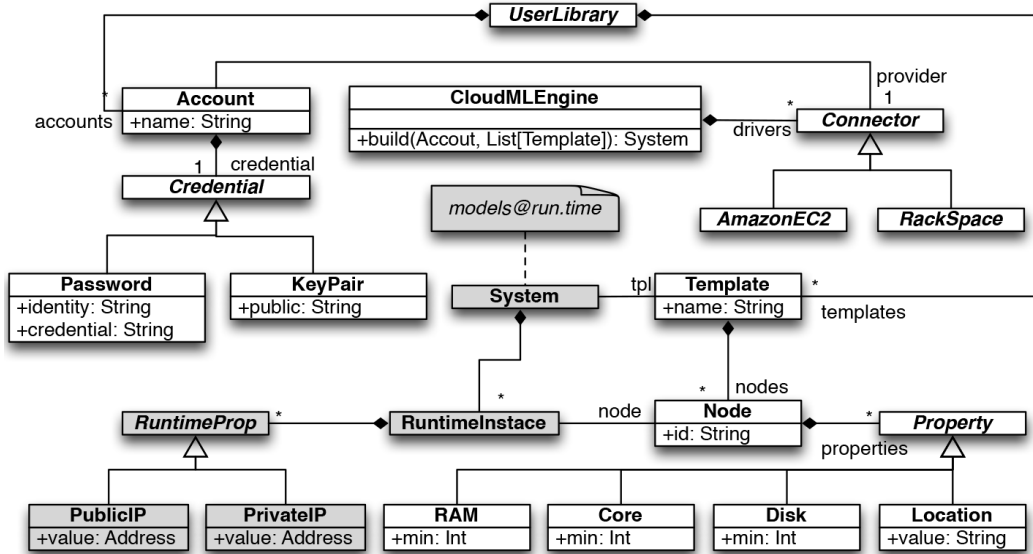 UserLibrary
provider
*
Account
CloudMLEngine
*
1
accounts
+name: String
drivers
Connector
+build(Accout, List[Template]): System
1
credential
Credential
models@run.time
AmazonEC2
RackSpace
Password
KeyPair
tpl
Template
*
+identity: String
+public: String
System
+name: String
templates
+credential: String
*
*
nodes
RuntimeProp
*
RuntimeInstace
node
Node
*
Property
+id: String
properties
PublicIP
PrivateIP
RAM
Core
Disk
Location
+value: Address
+value: Address
+min: Int
+min: Int
+min: Int
+value: String